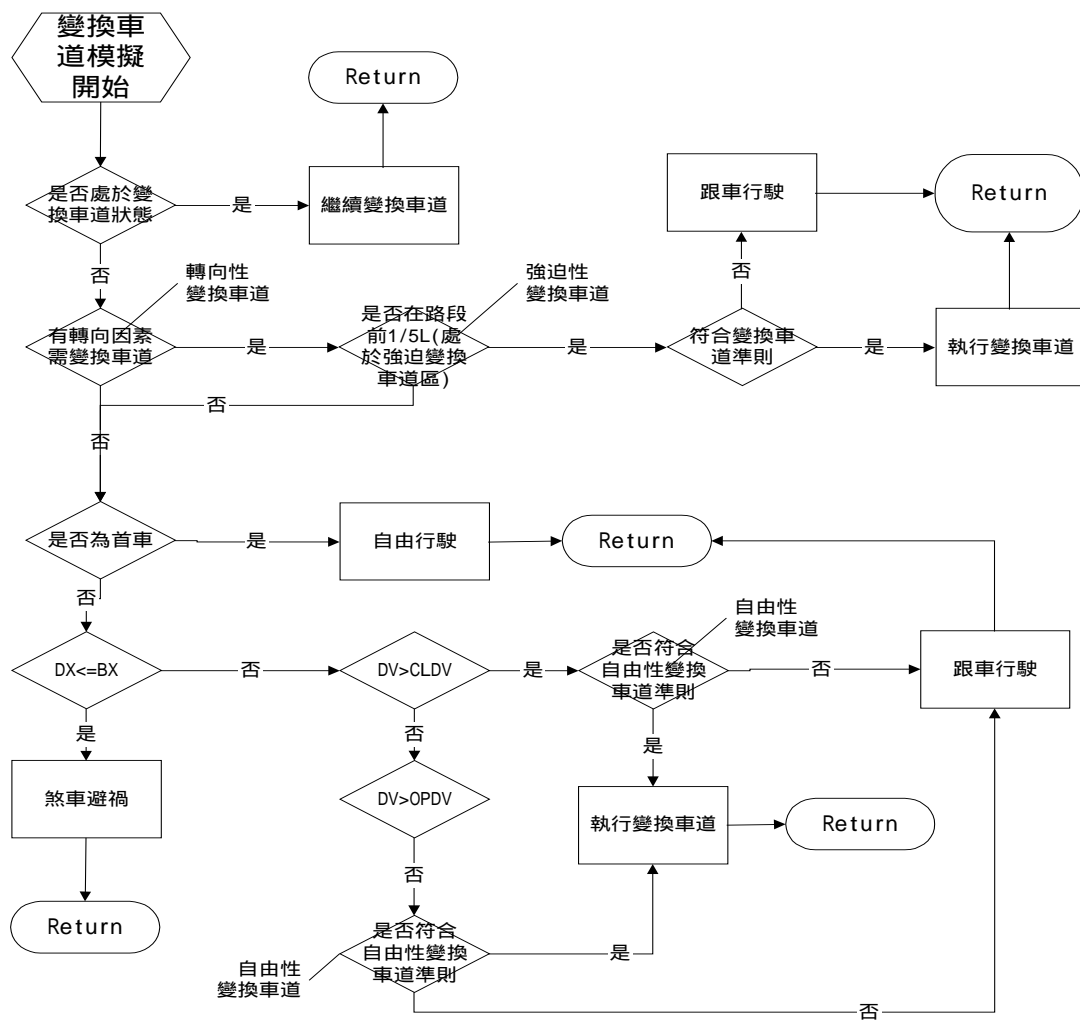 變換車
道模擬
開始
Return
是否處於變
換車道狀態
是
繼續變換車道
跟車行駛
Return
否
轉向性
變換車道
強迫性
變換車道
否
有轉向因素
需變換車道
是
是否在路段
前1/5L(處
於強迫變換
車道區)
是
符合變換車
道準則
是
執行變換車道
否
否
是否為首車
是
自由行駛
Return
否
自由性
變換車道
DX<=BX
否
DV>CLDV
是
是否符合
自由性變換
車道準則
否
跟車行駛
是
否
是
煞車避禍
DV>OPDV
執行變換車道
Return
否
Return
是否符合
自由性變換
車道準則
是
自由性
變換車道
否